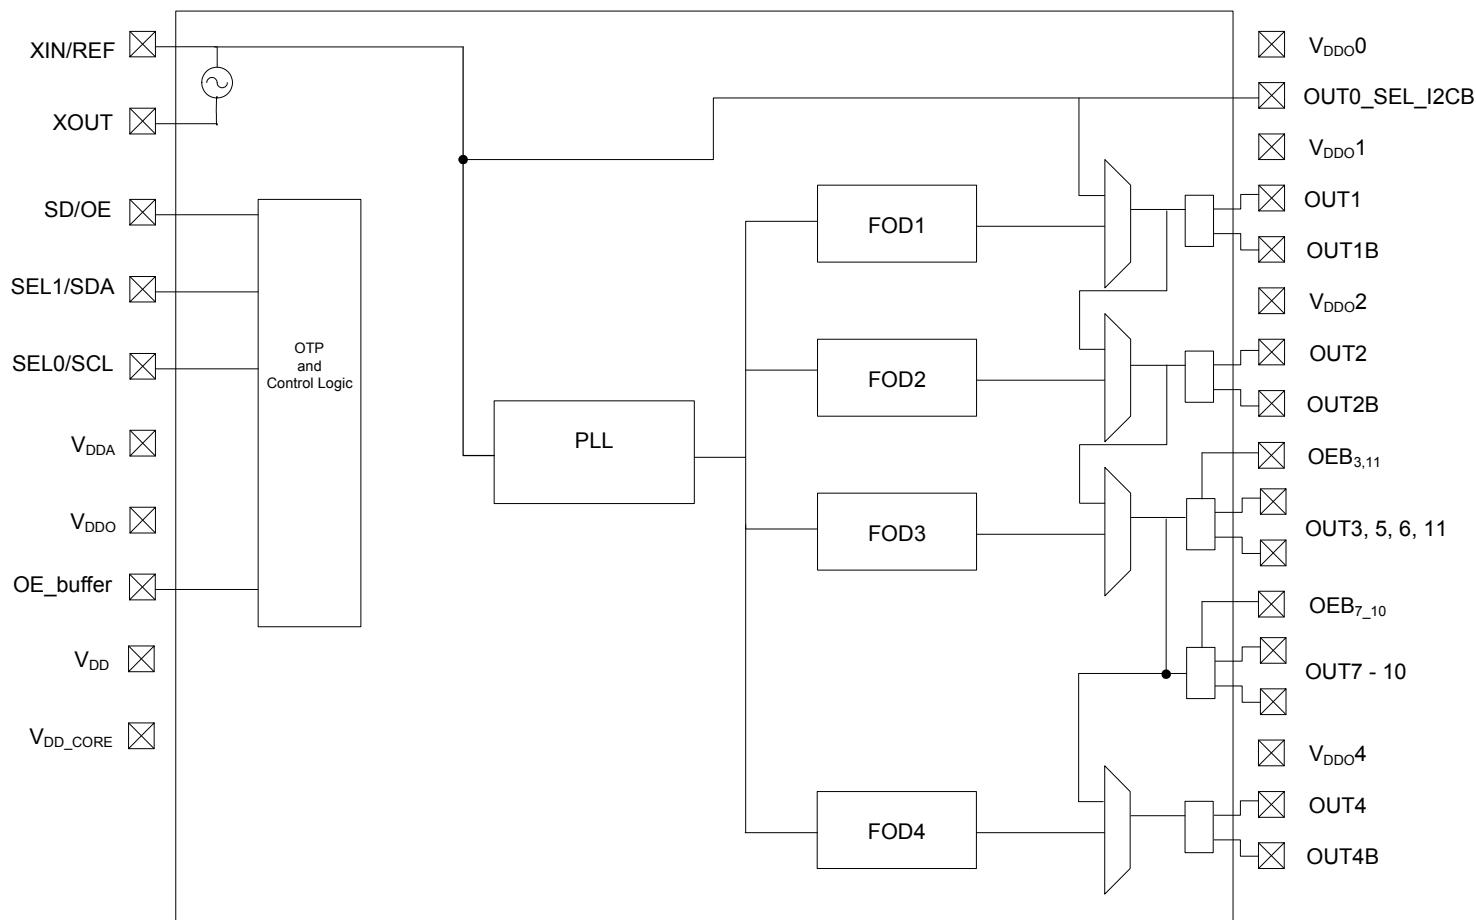 XIN/REF
XOUT
SD/OE
SEL1/SDA
SEL0/SCL
VDDA
VDDO
OE_buffer
VDD
VDD_CORE
OTP
and
Control Logic
PLL
FOD1
FOD2
FOD3
FOD4
VDDO0
OUT0_SEL_I2CB
VDDO1
OUT1
OUT1B
VDDO2
OUT2
OUT2B
OEB3,11
OUT3, 5, 6, 11
OEB7_10
OUT7 - 10
VDDO4
OUT4
OUT4B